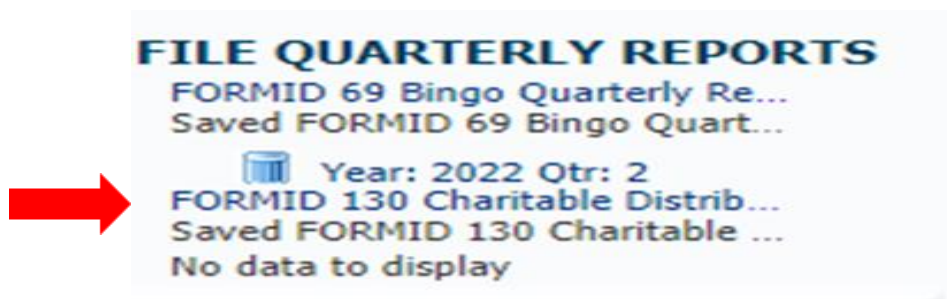 FILE QUARTERLY REPORTS
FORMID 69 Bingo Quarterly Re...
Saved FORMID 69 Bingo Quart...
Year: 2022 Qtr: 2
FORMID 130 Charitable Distrib...
Saved FORMID 130 Charitable ...
No data to display